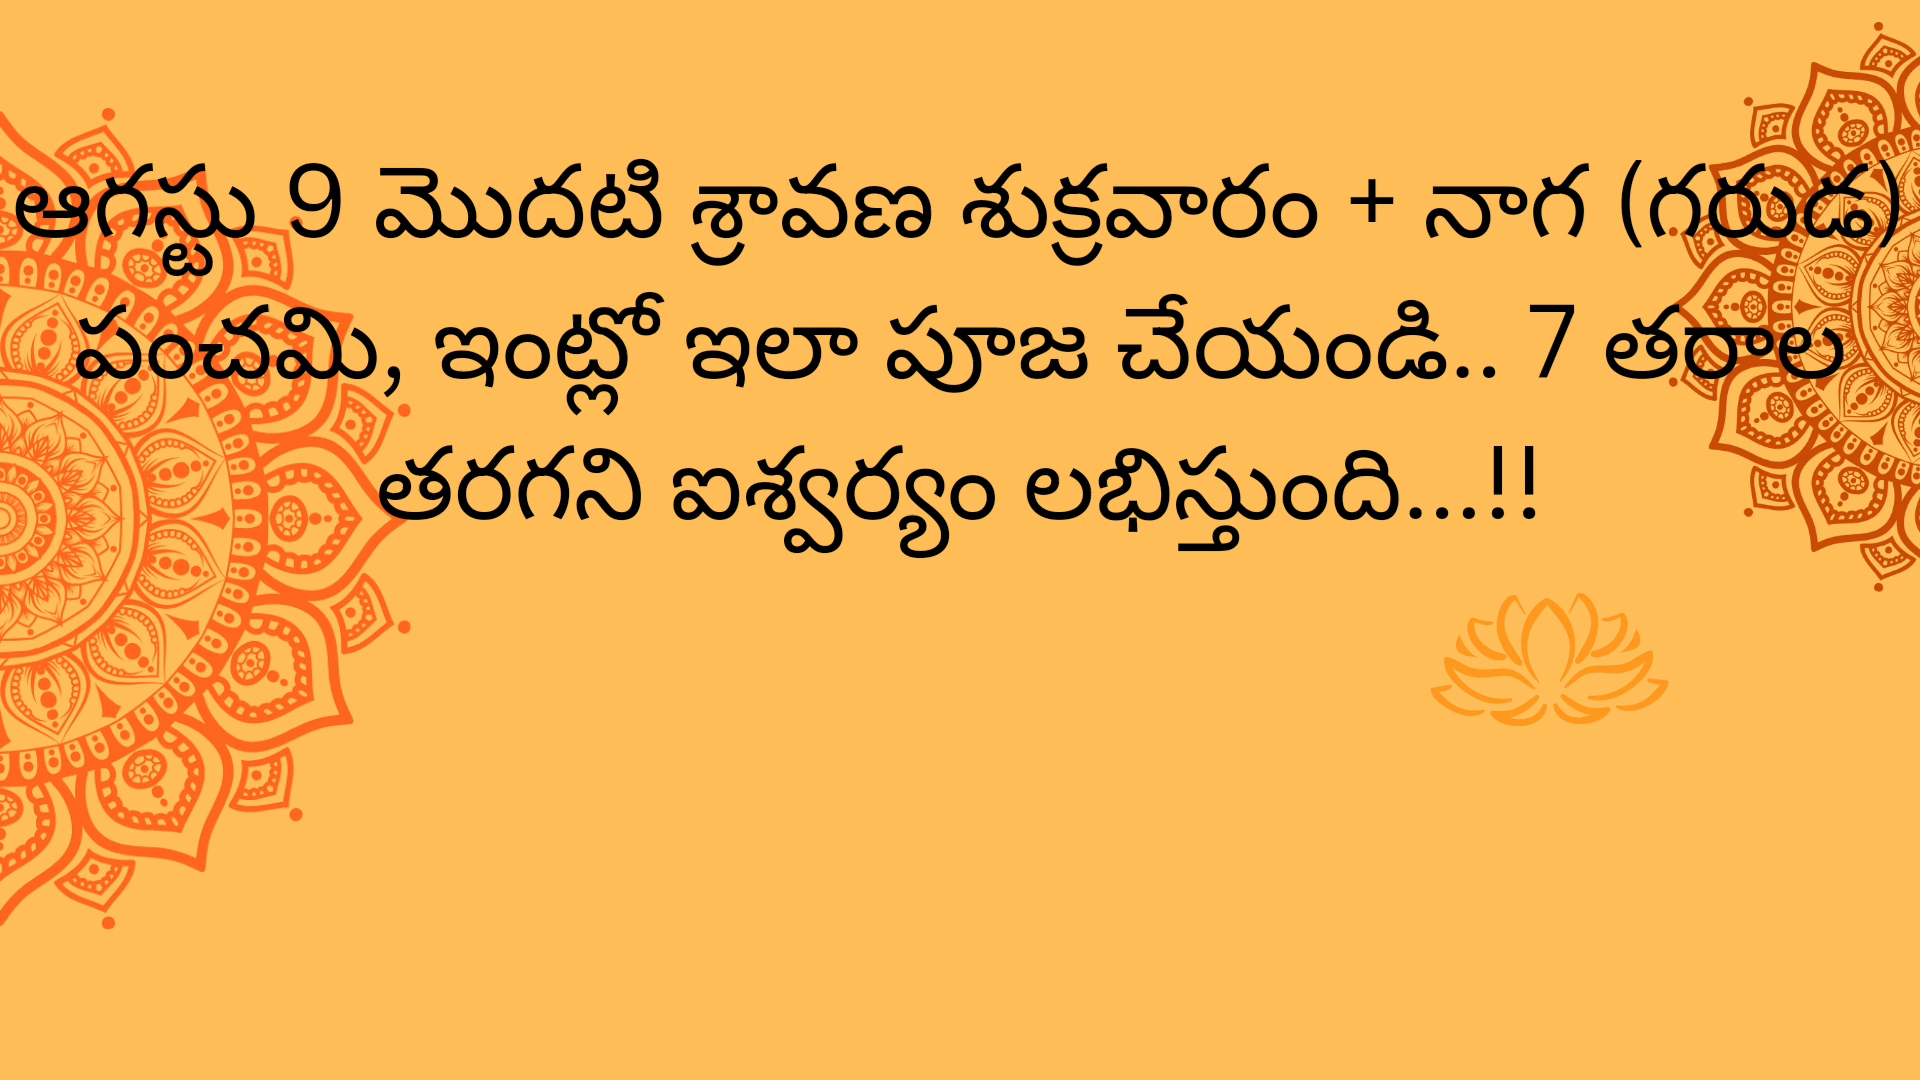 ఆగస్టు 9 మొదటి శ్రావణ శుక్రవారం + నాగ (గరుడ)
పంచమి, ఇంట్లో ఇలా పూజ చేయండి.. 7 తరాల
తరగని ఐశ్వర్యం లభిస్తుంది...!!